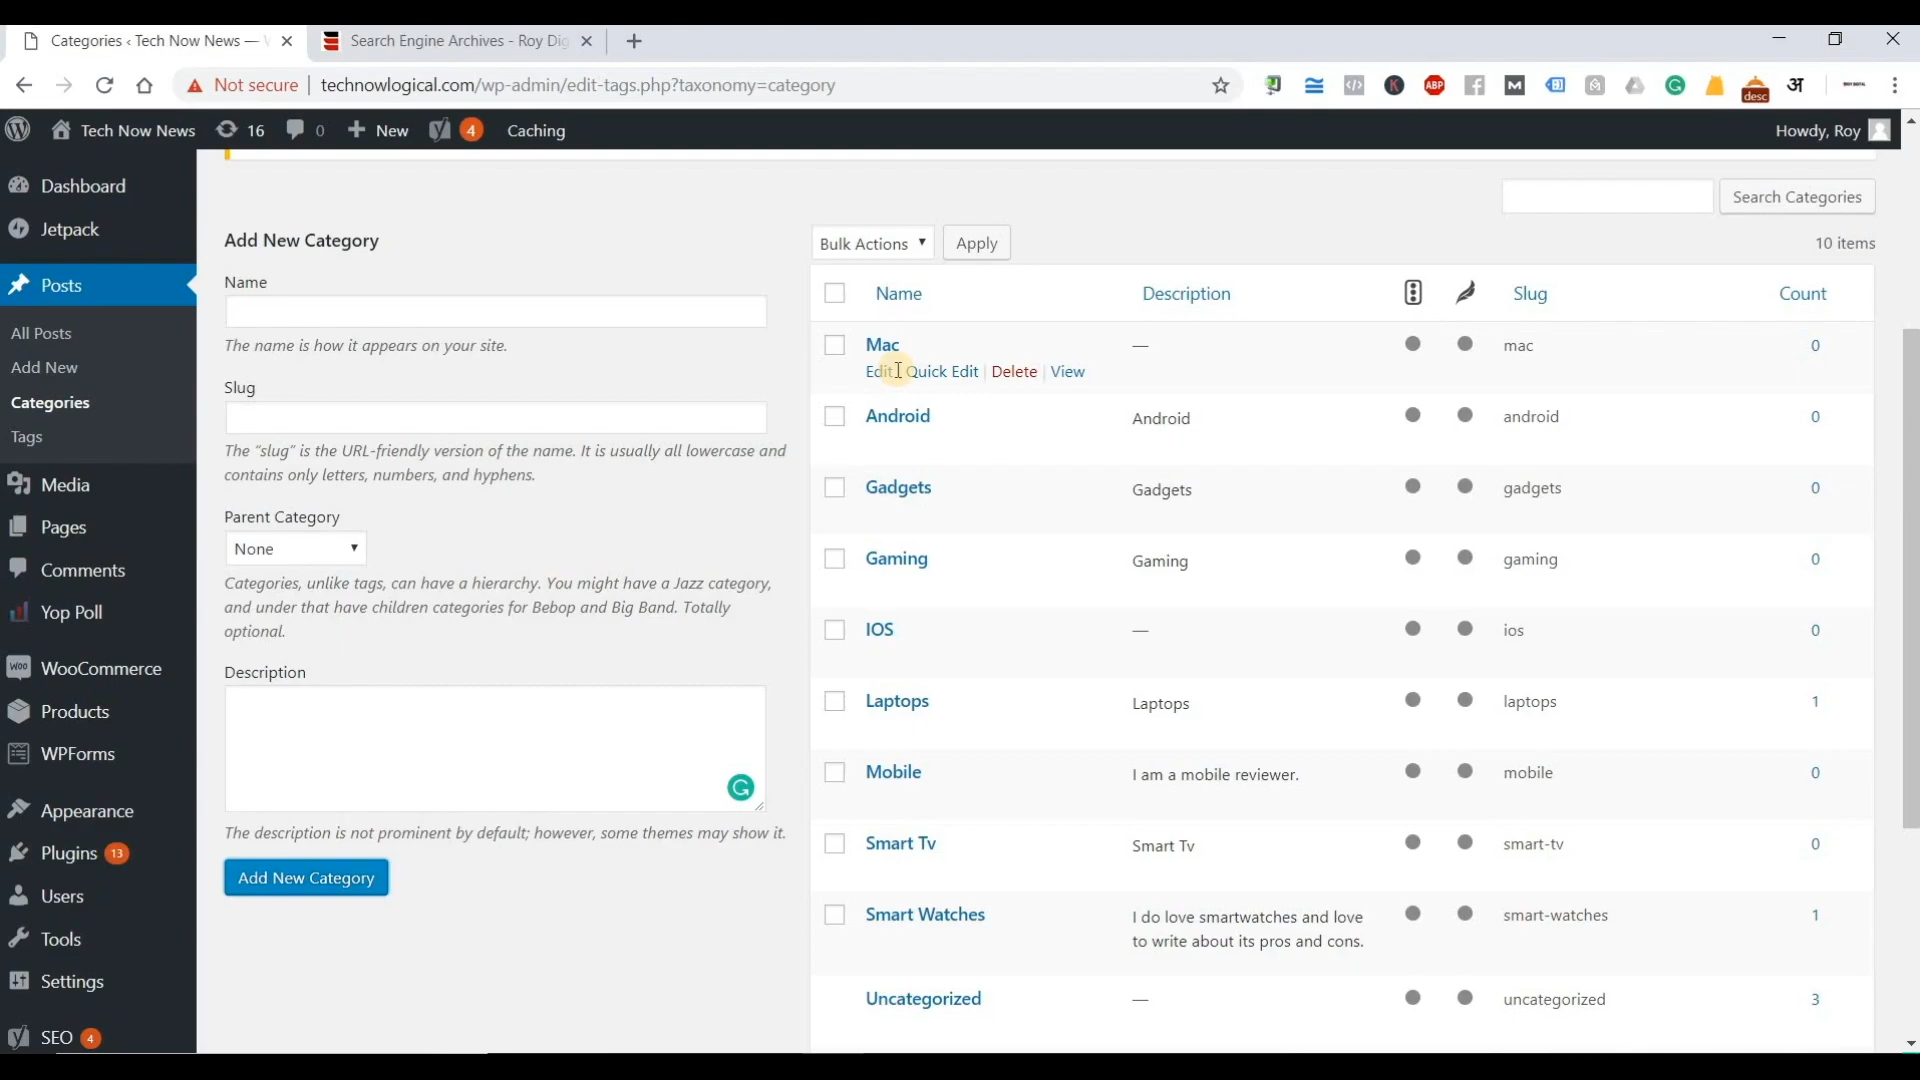 Categories ‹ Tech Now News —
Search Engine Archives - Roy Dig
Not secure | technowlogical.com/wp-admin/edit-tags.php?taxonomy=category
ABP
desc
अ
Tech Now News 16 0 New 4 Caching
Howdy, Roy
Dashboard
Jetpack
Posts
All Posts
Add New
Categories
Tags
Media
Pages
Comments
Yop Poll
WooCommerce
Products
WPForms
Appearance
Plugins 13
Users
Tools
Settings
SEO 4
Search Categories
Add New Category
Name
The name is how it appears on your site.
Slug
The “slug” is the URL-friendly version of the name. It is usually all lowercase and
contains only letters, numbers, and hyphens.
Parent Category
None
Categories, unlike tags, can have a hierarchy. You might have a Jazz category,
and under that have children categories for Bebop and Big Band. Totally
optional.
Description
The description is not prominent by default; however, some themes may show it.
Add New Category
Bulk Actions Apply 10 items
Name Description Slug Count
Mac — mac 0
Edit Quick Edit | Delete | View
Android Android android 0
Gadgets Gadgets gadgets 0
Gaming Gaming gaming 0
IOS — ios 0
Laptops Laptops laptops 1
Mobile I am a mobile reviewer. mobile 0
Smart Tv Smart Tv smart-tv 0
Smart Watches I do love smartwatches and love smart-watches 1
to write about its pros and cons.
Uncategorized — uncategorized 3